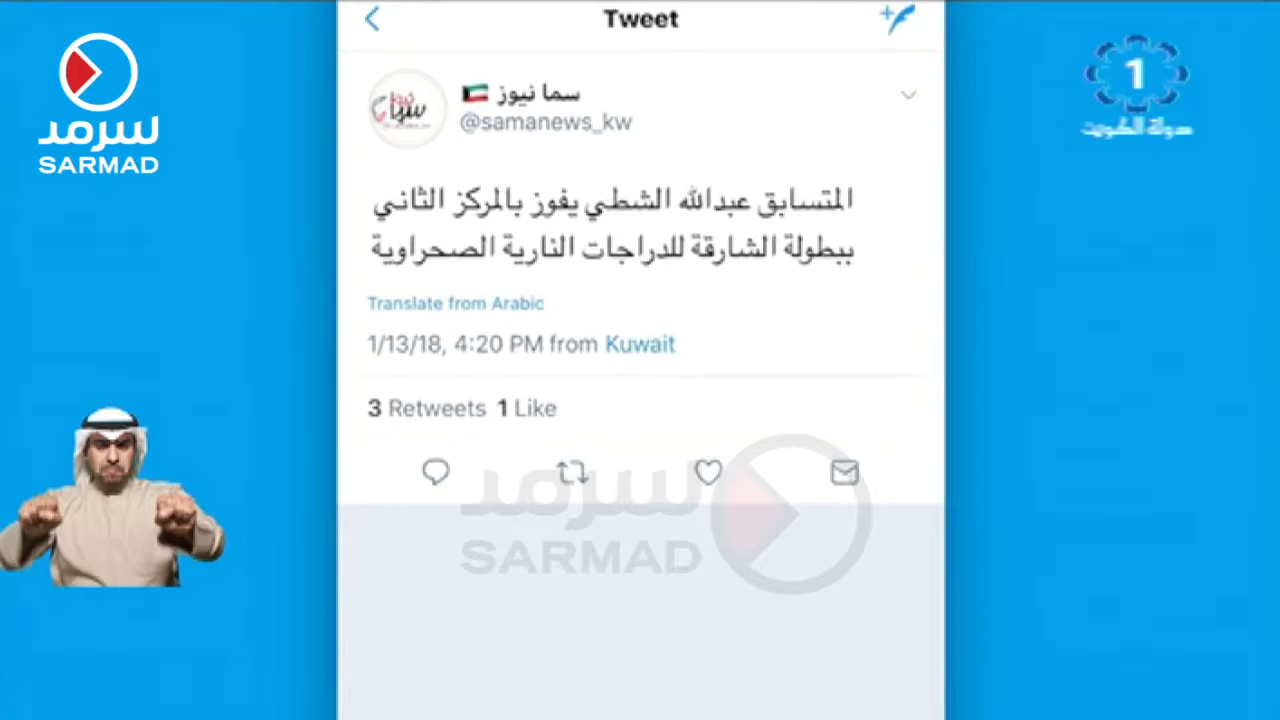 Tweet
سرمد
SARMAD
1
دولة الكويت
سما نيوز
@samanews_kw
المتسابق عبدالله الشطي يفوز بالمركز الثاني
ببطولة الشارقة للدراجات النارية الصحراوية
Translate from Arabic
1/13/18, 4:20 PM from Kuwait
3 Retweets 1 Like
سرمد
SARMAD